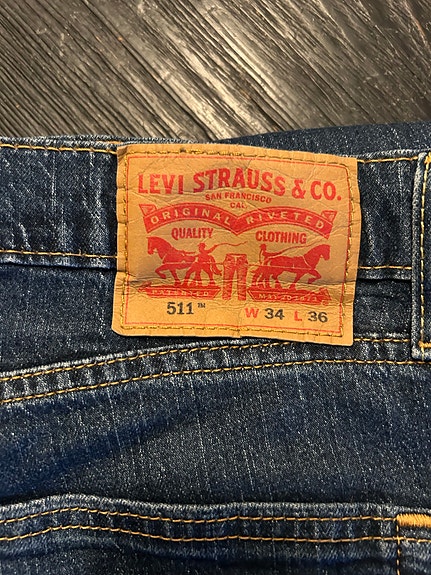 LEVI STRAUSS & CO.
SAN FRANCISCO
CAL.
ORIGINAL RIVETED
QUALITY CLOTHING
511™ W 34 L 36